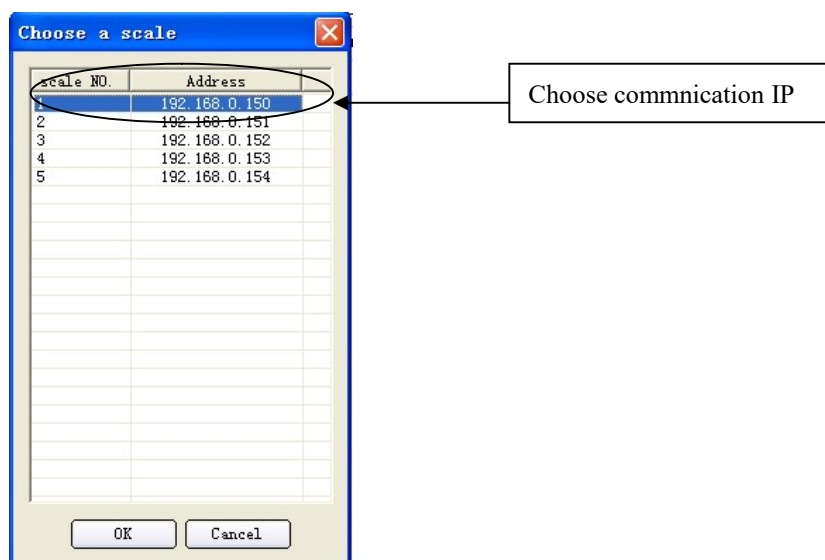 Choose a scale
scale NO. Address
1 192.168.0.150
2 192.168.0.151
3 192.168.0.152
4 192.168.0.153
5 192.168.0.154
OK Cancel
Choose commnication IP